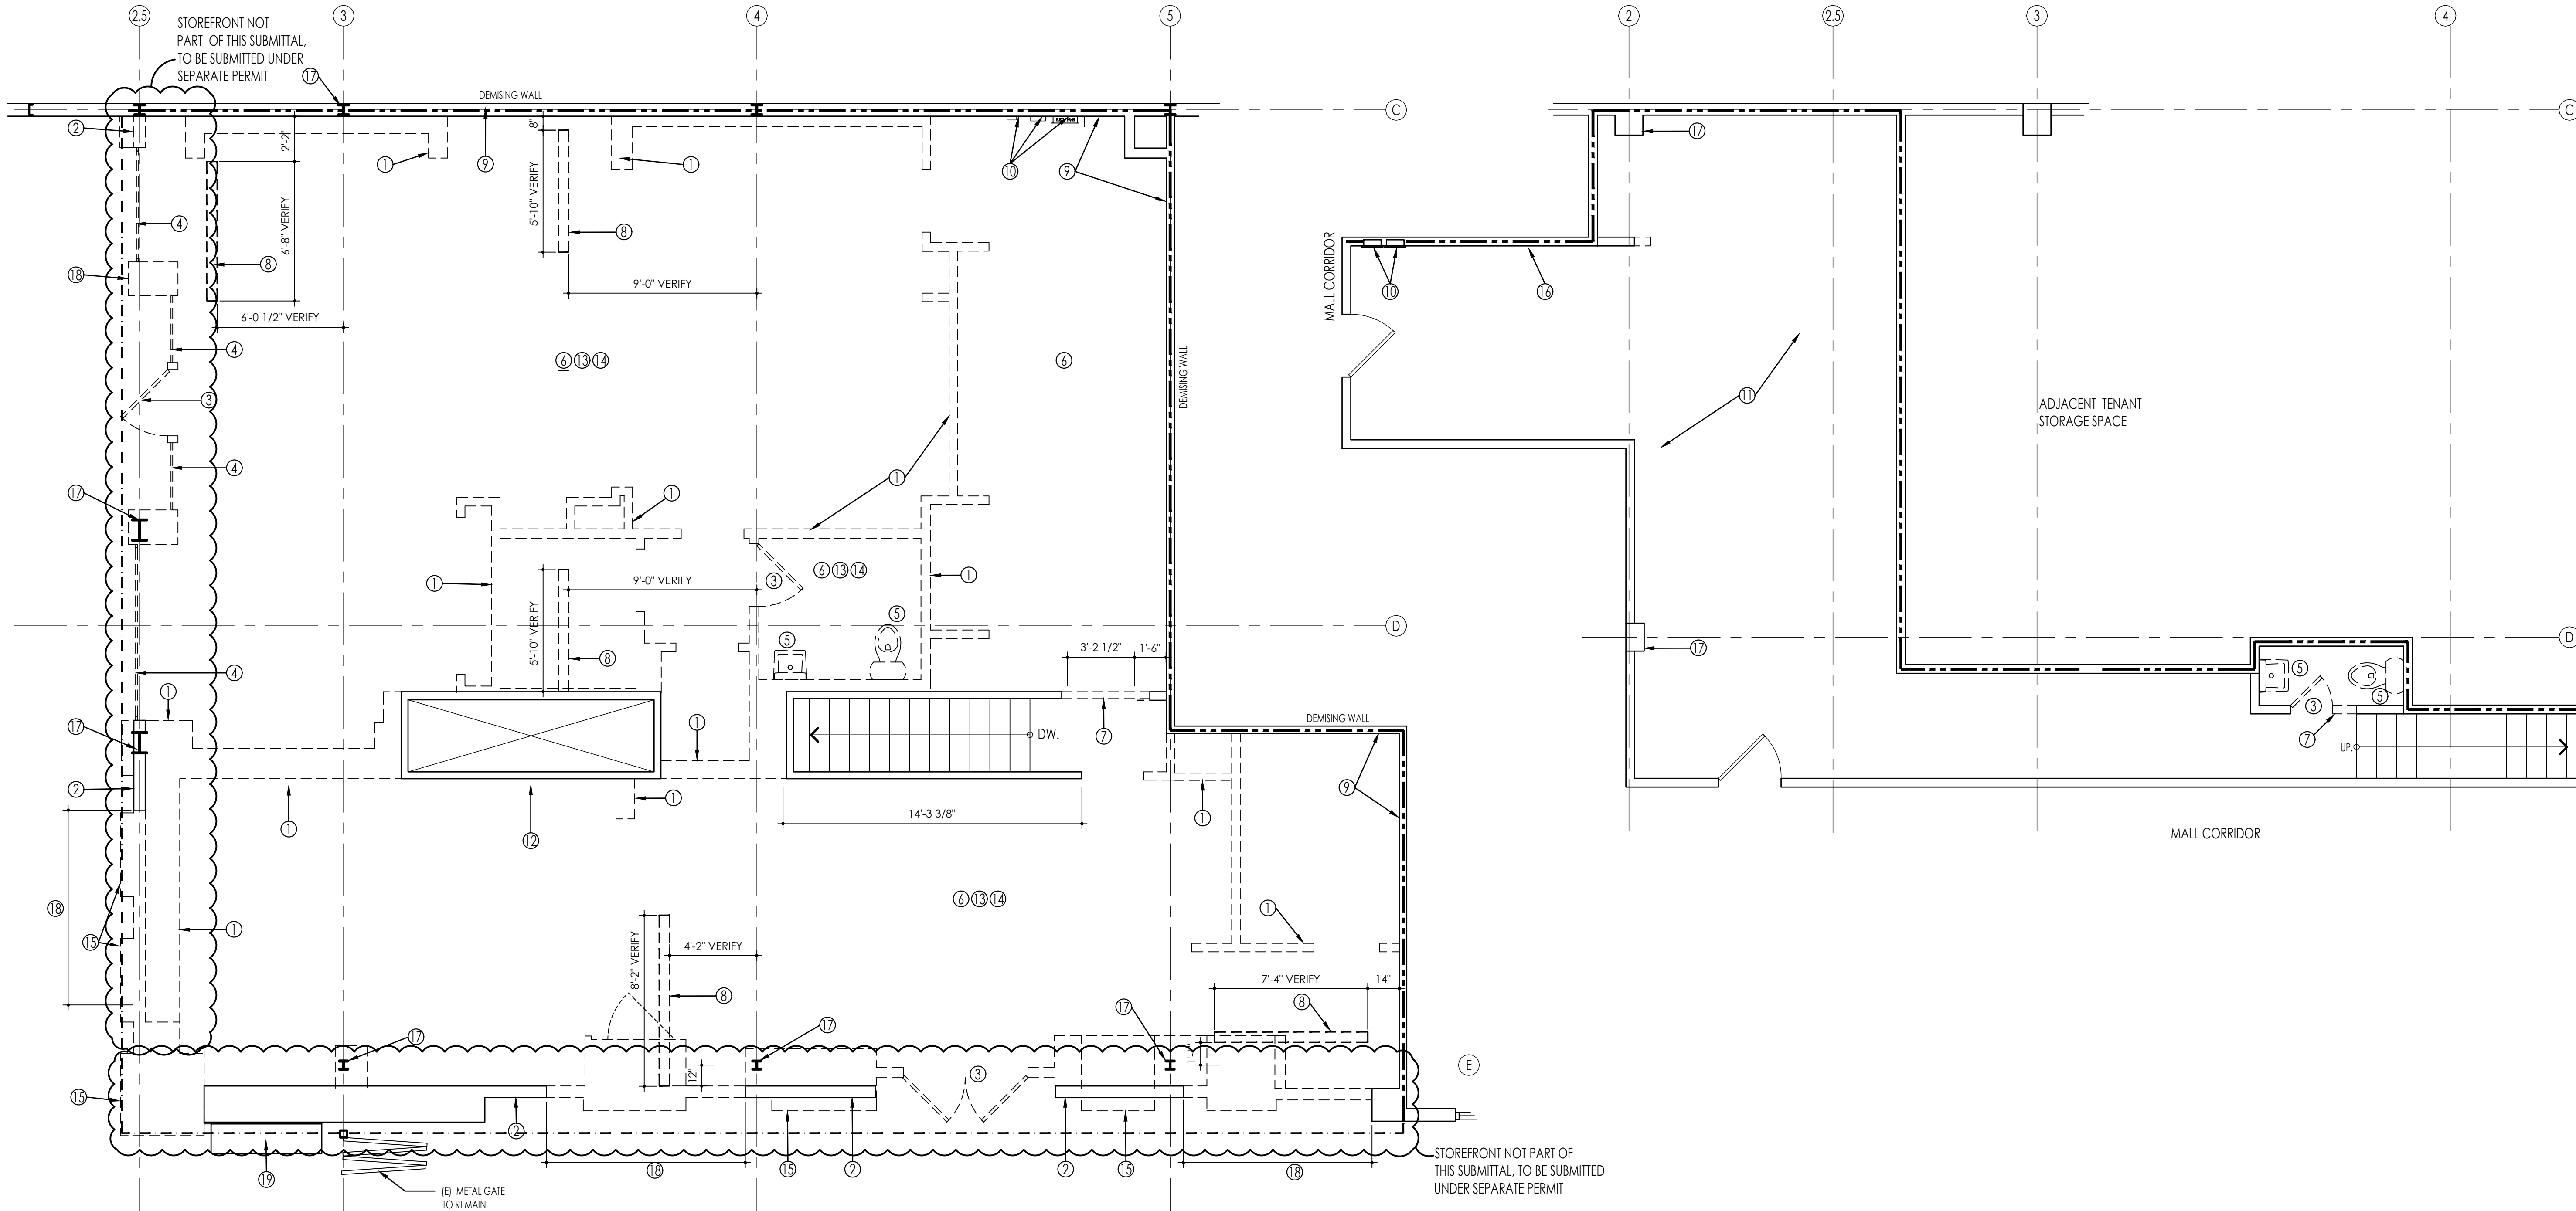 2.5
3
4
5
2
2.5
3
4
STOREFRONT NOT
PART OF THIS SUBMITTAL,
TO BE SUBMITTED UNDER
SEPARATE PERMIT
17
DEMISING WALL
C
C
2
2'-2"
1
9
8"
1
10
9
17
5'-10" VERIFY
4
8
6'-8" VERIFY
18
8
9'-0" VERIFY
6'-0 1/2" VERIFY
MALL CORRIDOR
10
16
4
6 13 14
6
DEMISING WALL
3
11
ADJACENT TENANT
STORAGE SPACE
4
1
17
1
1
9'-0" VERIFY
3
6 13 14
1
5'-10" VERIFY
5
5
D
D
8
3'-2 1/2"
1'-6"
17
4
1
5
5
3
1
17
DW.
7
DEMISING WALL
7
UP.
2
1
1
12
14'-3 3/8"
1
9
MALL CORRIDOR
18
6 13 14
1
15
1
8'-2" VERIFY
4'-2" VERIFY
7'-4" VERIFY
14"
8
8
17
17
17
E
12"
3
15
2
19
18
15
2
2
15
18
(E) METAL GATE
TO REMAIN
STOREFRONT NOT PART OF
THIS SUBMITTAL, TO BE SUBMITTED
UNDER SEPARATE PERMIT